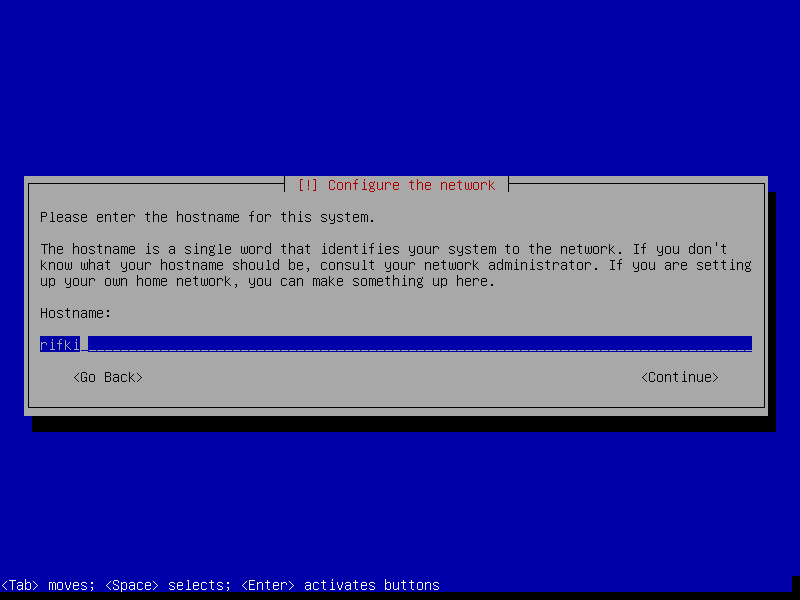 [!] Configure the network
Please enter the hostname for this system.
The hostname is a single word that identifies your system to the network. If you don't
know what your hostname should be, consult your network administrator. If you are setting
up your own home network, you can make something up here.
Hostname:
rifki
<Go Back> <Continue>
<Tab> moves; <Space> selects; <Enter> activates buttons